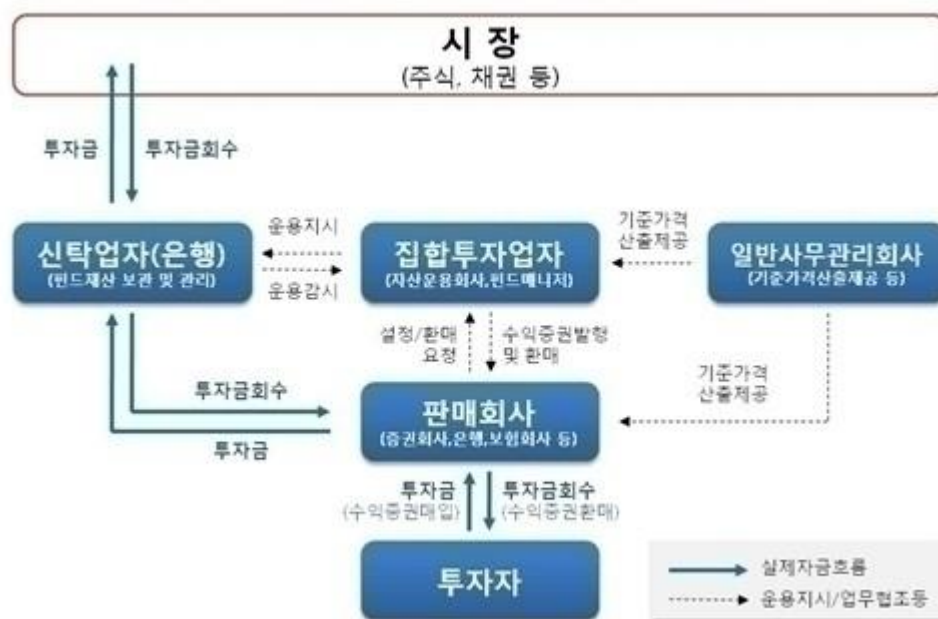 시 장
(주식, 채권 등)
투자금
투자금회수
신탁업자(은행)
(펀드재산 보관 및 관리)
운용지시
운용감시
집합투자업자
(자산운용회사,펀드매니저)
기준가격
산출제공
일반사무관리회사
(기준가격산출제공 등)
설정/환매
요청
수익증권발행
및 환매
기준가격
산출제공
투자금회수
투자금
판매회사
(증권회사,은행,보험회사 등)
투자금
(수익증권매입)
투자금회수
(수익증권환매)
투자자
실제자금흐름
운용지시/업무협조등